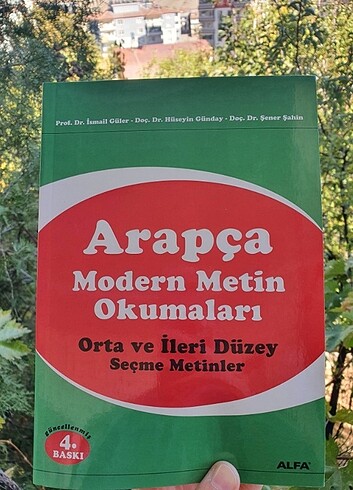 Prof. Dr. İsmail Güler - Doç. Dr. Hüseyin Günday - Doç. Dr. Şener Şahin
Arapça
Modern Metin
Okumaları
Orta ve İleri Düzey
Seçme Metinler
güncellenmiş
4.
BASKI
ALFA